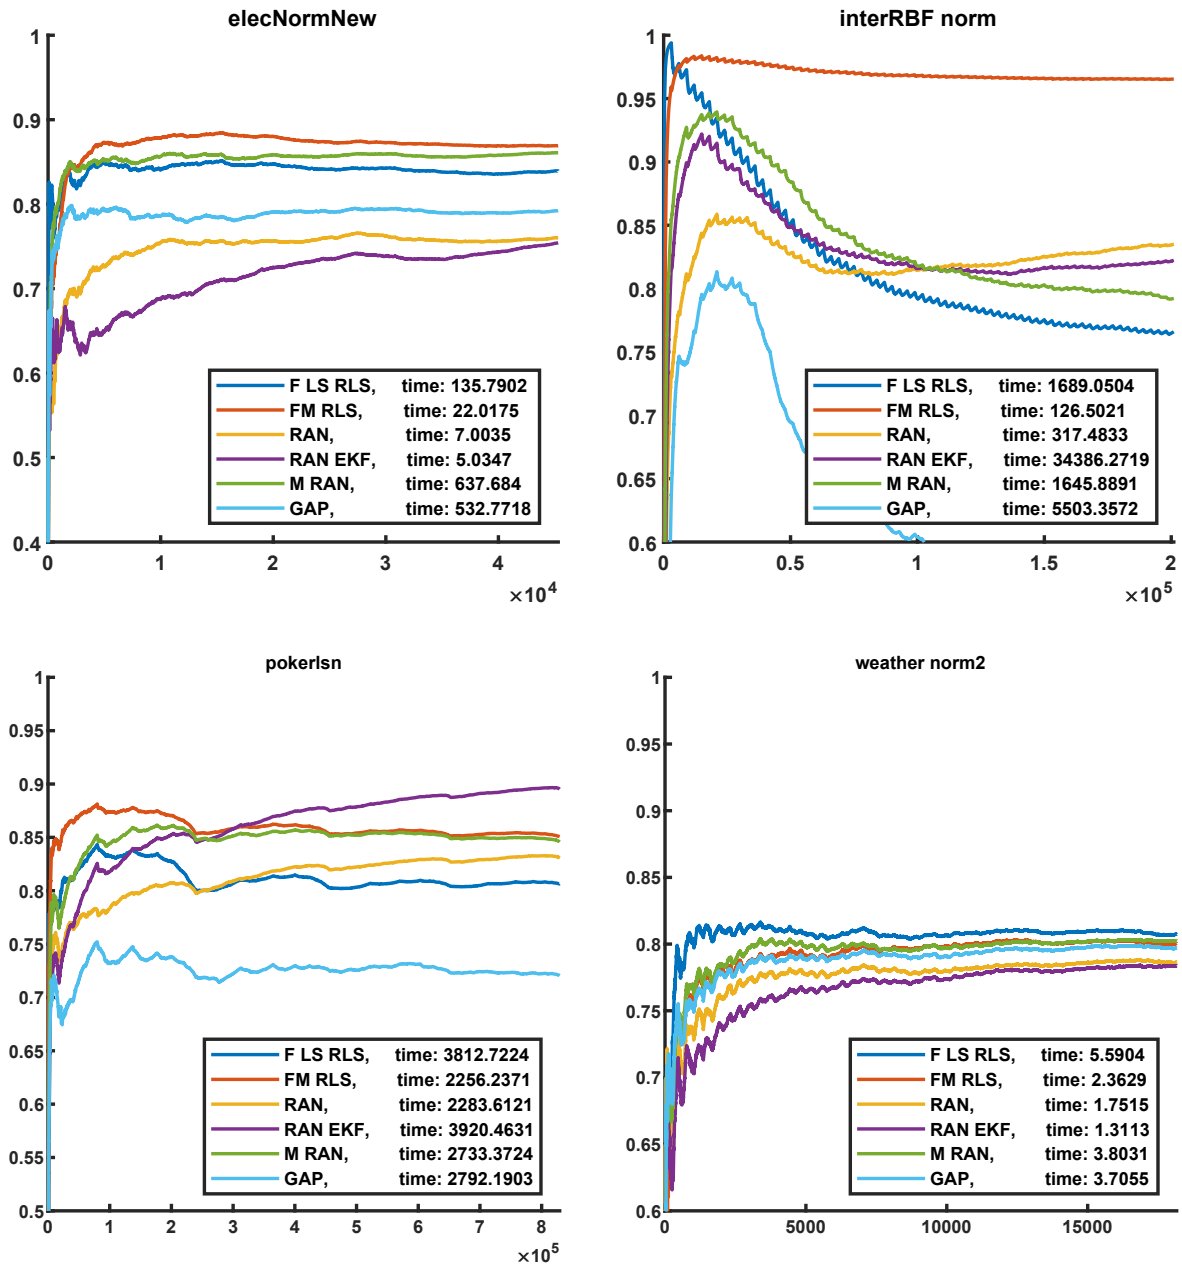 elecNormNew
1
0.9
0.8
0.7
0.6
0.5
0.4
0
1
2
3
4
×10^4
F LS RLS, time: 135.7902
FM RLS, time: 22.0175
RAN, time: 7.0035
RAN EKF, time: 5.0347
M RAN, time: 637.684
GAP, time: 532.7718
interRBF norm
1
0.95
0.9
0.85
0.8
0.75
0.7
0.65
0.6
0
0.5
1
1.5
2
×10^5
F LS RLS, time: 1689.0504
FM RLS, time: 126.5021
RAN, time: 317.4833
RAN EKF, time: 34386.2719
M RAN, time: 1645.8891
GAP, time: 5503.3572
pokerlsn
1
0.95
0.9
0.85
0.8
0.75
0.7
0.65
0.6
0.55
0.5
0
1
2
3
4
5
6
7
8
×10^5
F LS RLS, time: 3812.7224
FM RLS, time: 2256.2371
RAN, time: 2283.6121
RAN EKF, time: 3920.4631
M RAN, time: 2733.3724
GAP, time: 2792.1903
weather norm2
1
0.95
0.9
0.85
0.8
0.75
0.7
0.65
0.6
0
5000
10000
15000
F LS RLS, time: 5.5904
FM RLS, time: 2.3629
RAN, time: 1.7515
RAN EKF, time: 1.3113
M RAN, time: 3.8031
GAP, time: 3.7055